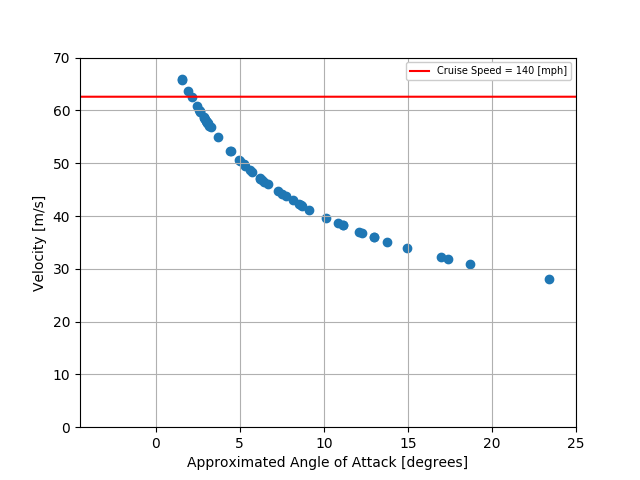 70
60
50
40
30
20
10
0
Velocity [m/s]
Cruise Speed = 140 [mph]
0 5 10 15 20 25
Approximated Angle of Attack [degrees]